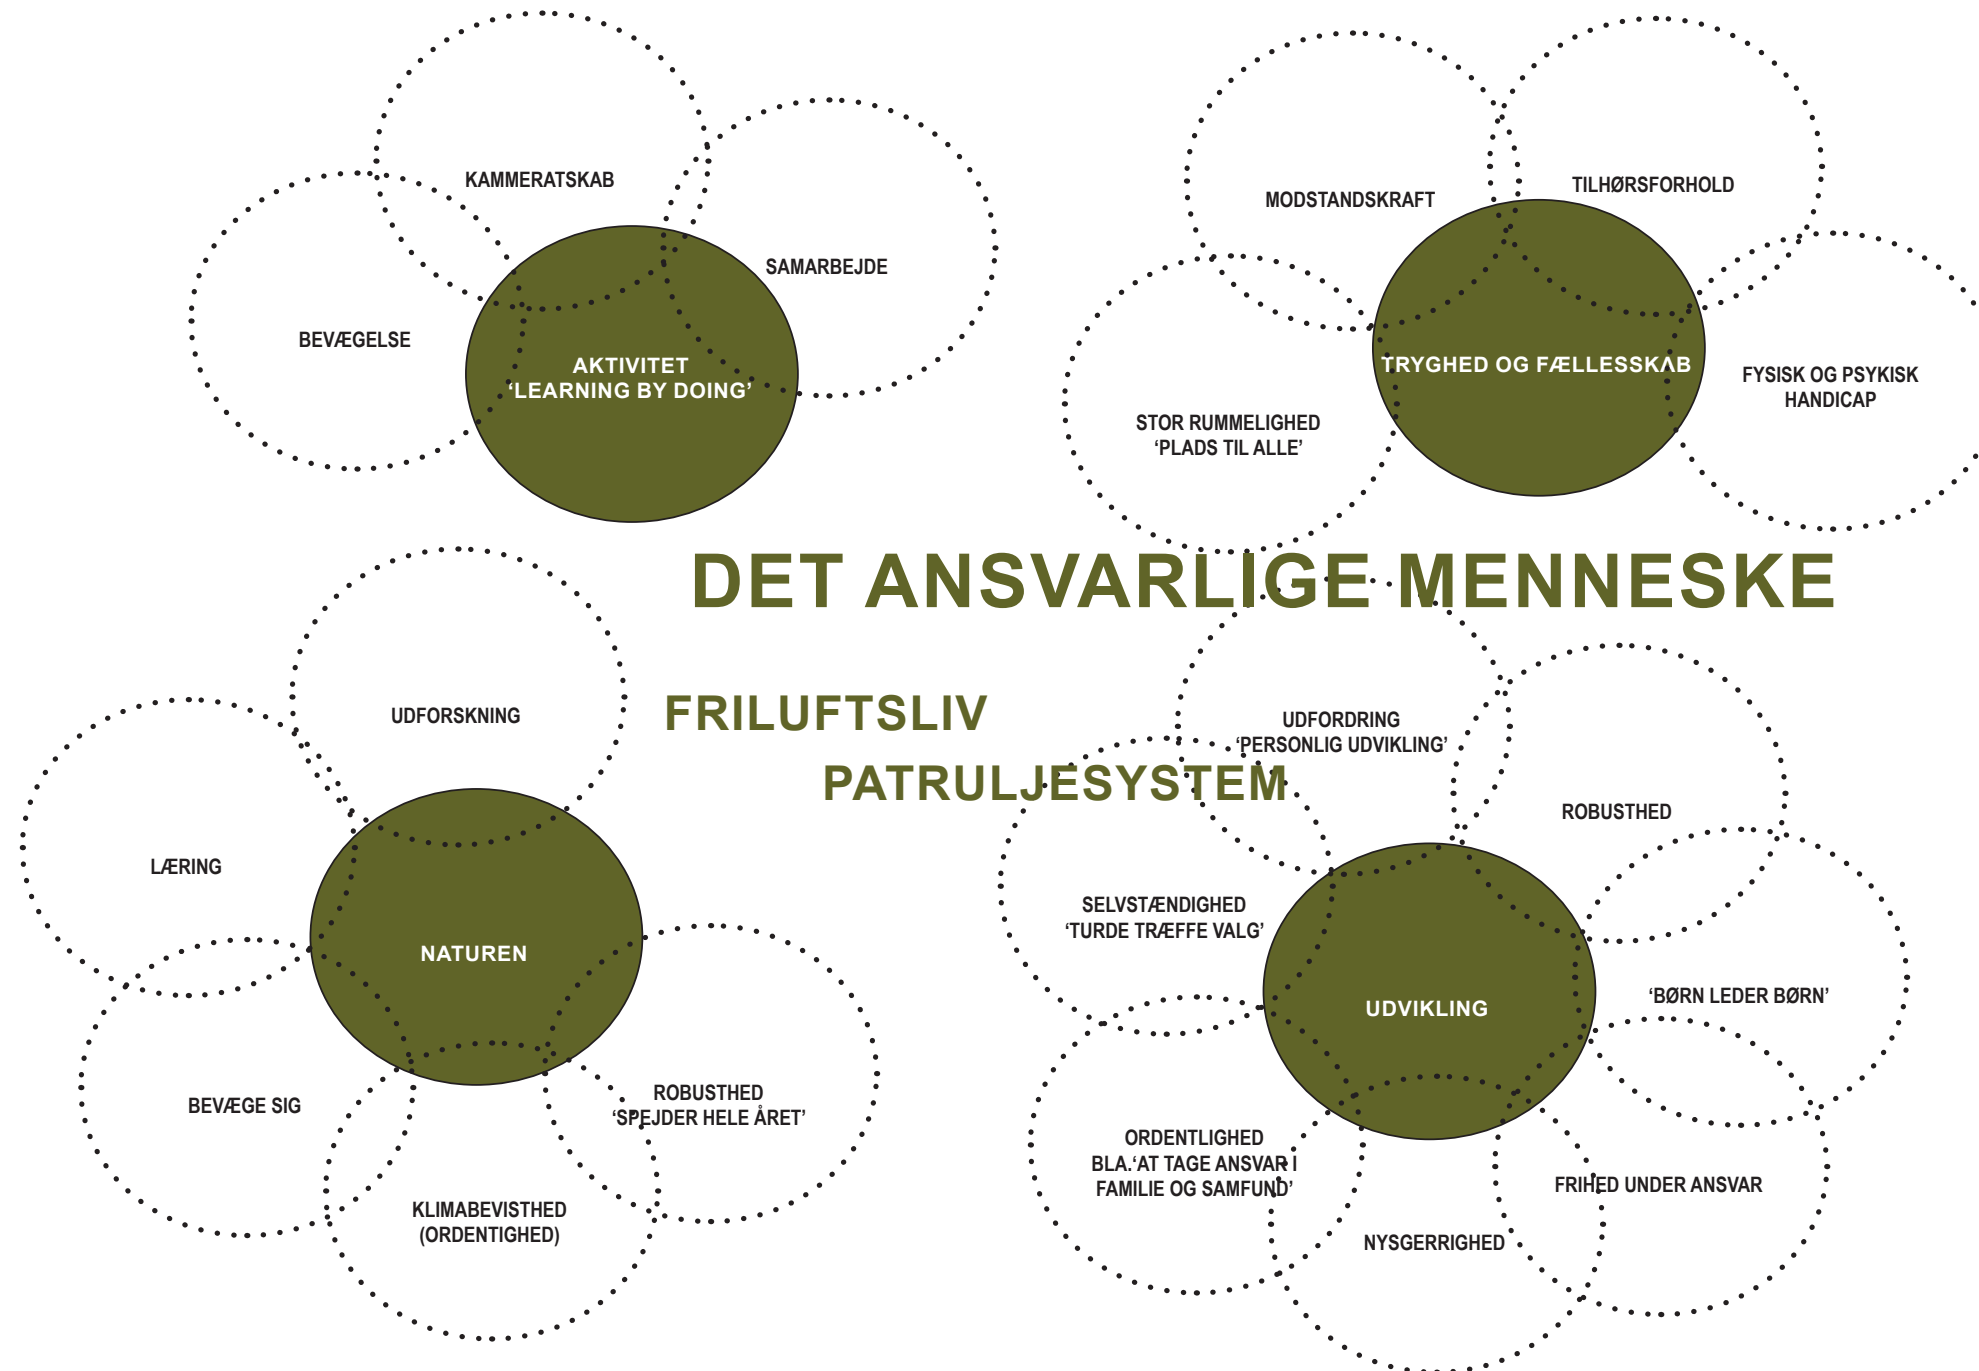 KAMMERATSKAB
SAMARBEJDE
BEVÆGELSE
AKTIVITET
‘LEARNING BY DOING’
MODSTANDSKRAFT
TILHØRSFORHOLD
TRYGHED OG FÆLLESSKAB
FYSISK OG PSYKISK
HANDICAP
STOR RUMMELIGHED
‘PLADS TIL ALLE’
DET ANSVARLIGE MENNESKE
FRILUFTSLIV
PATRULJESYSTEM
UDFORSKNING
LÆRING
NATUREN
BEVÆGE SIG
ROBUSTHED
‘SPEJDER HELE ÅRET’
KLIMABEVISTHED
(ORDENTIGHED)
UDFORDRING
‘PERSONLIG UDVIKLING’
ROBUSTHED
SELVSTÆNDIGHED
‘TURDE TRÆFFE VALG’
UDVIKLING
‘BØRN LEDER BØRN’
ORDENTLIGHED
BLA.‘AT TAGE ANSVAR I
FAMILIE OG SAMFUND’
FRIHED UNDER ANSVAR
NYSGERRIGHED